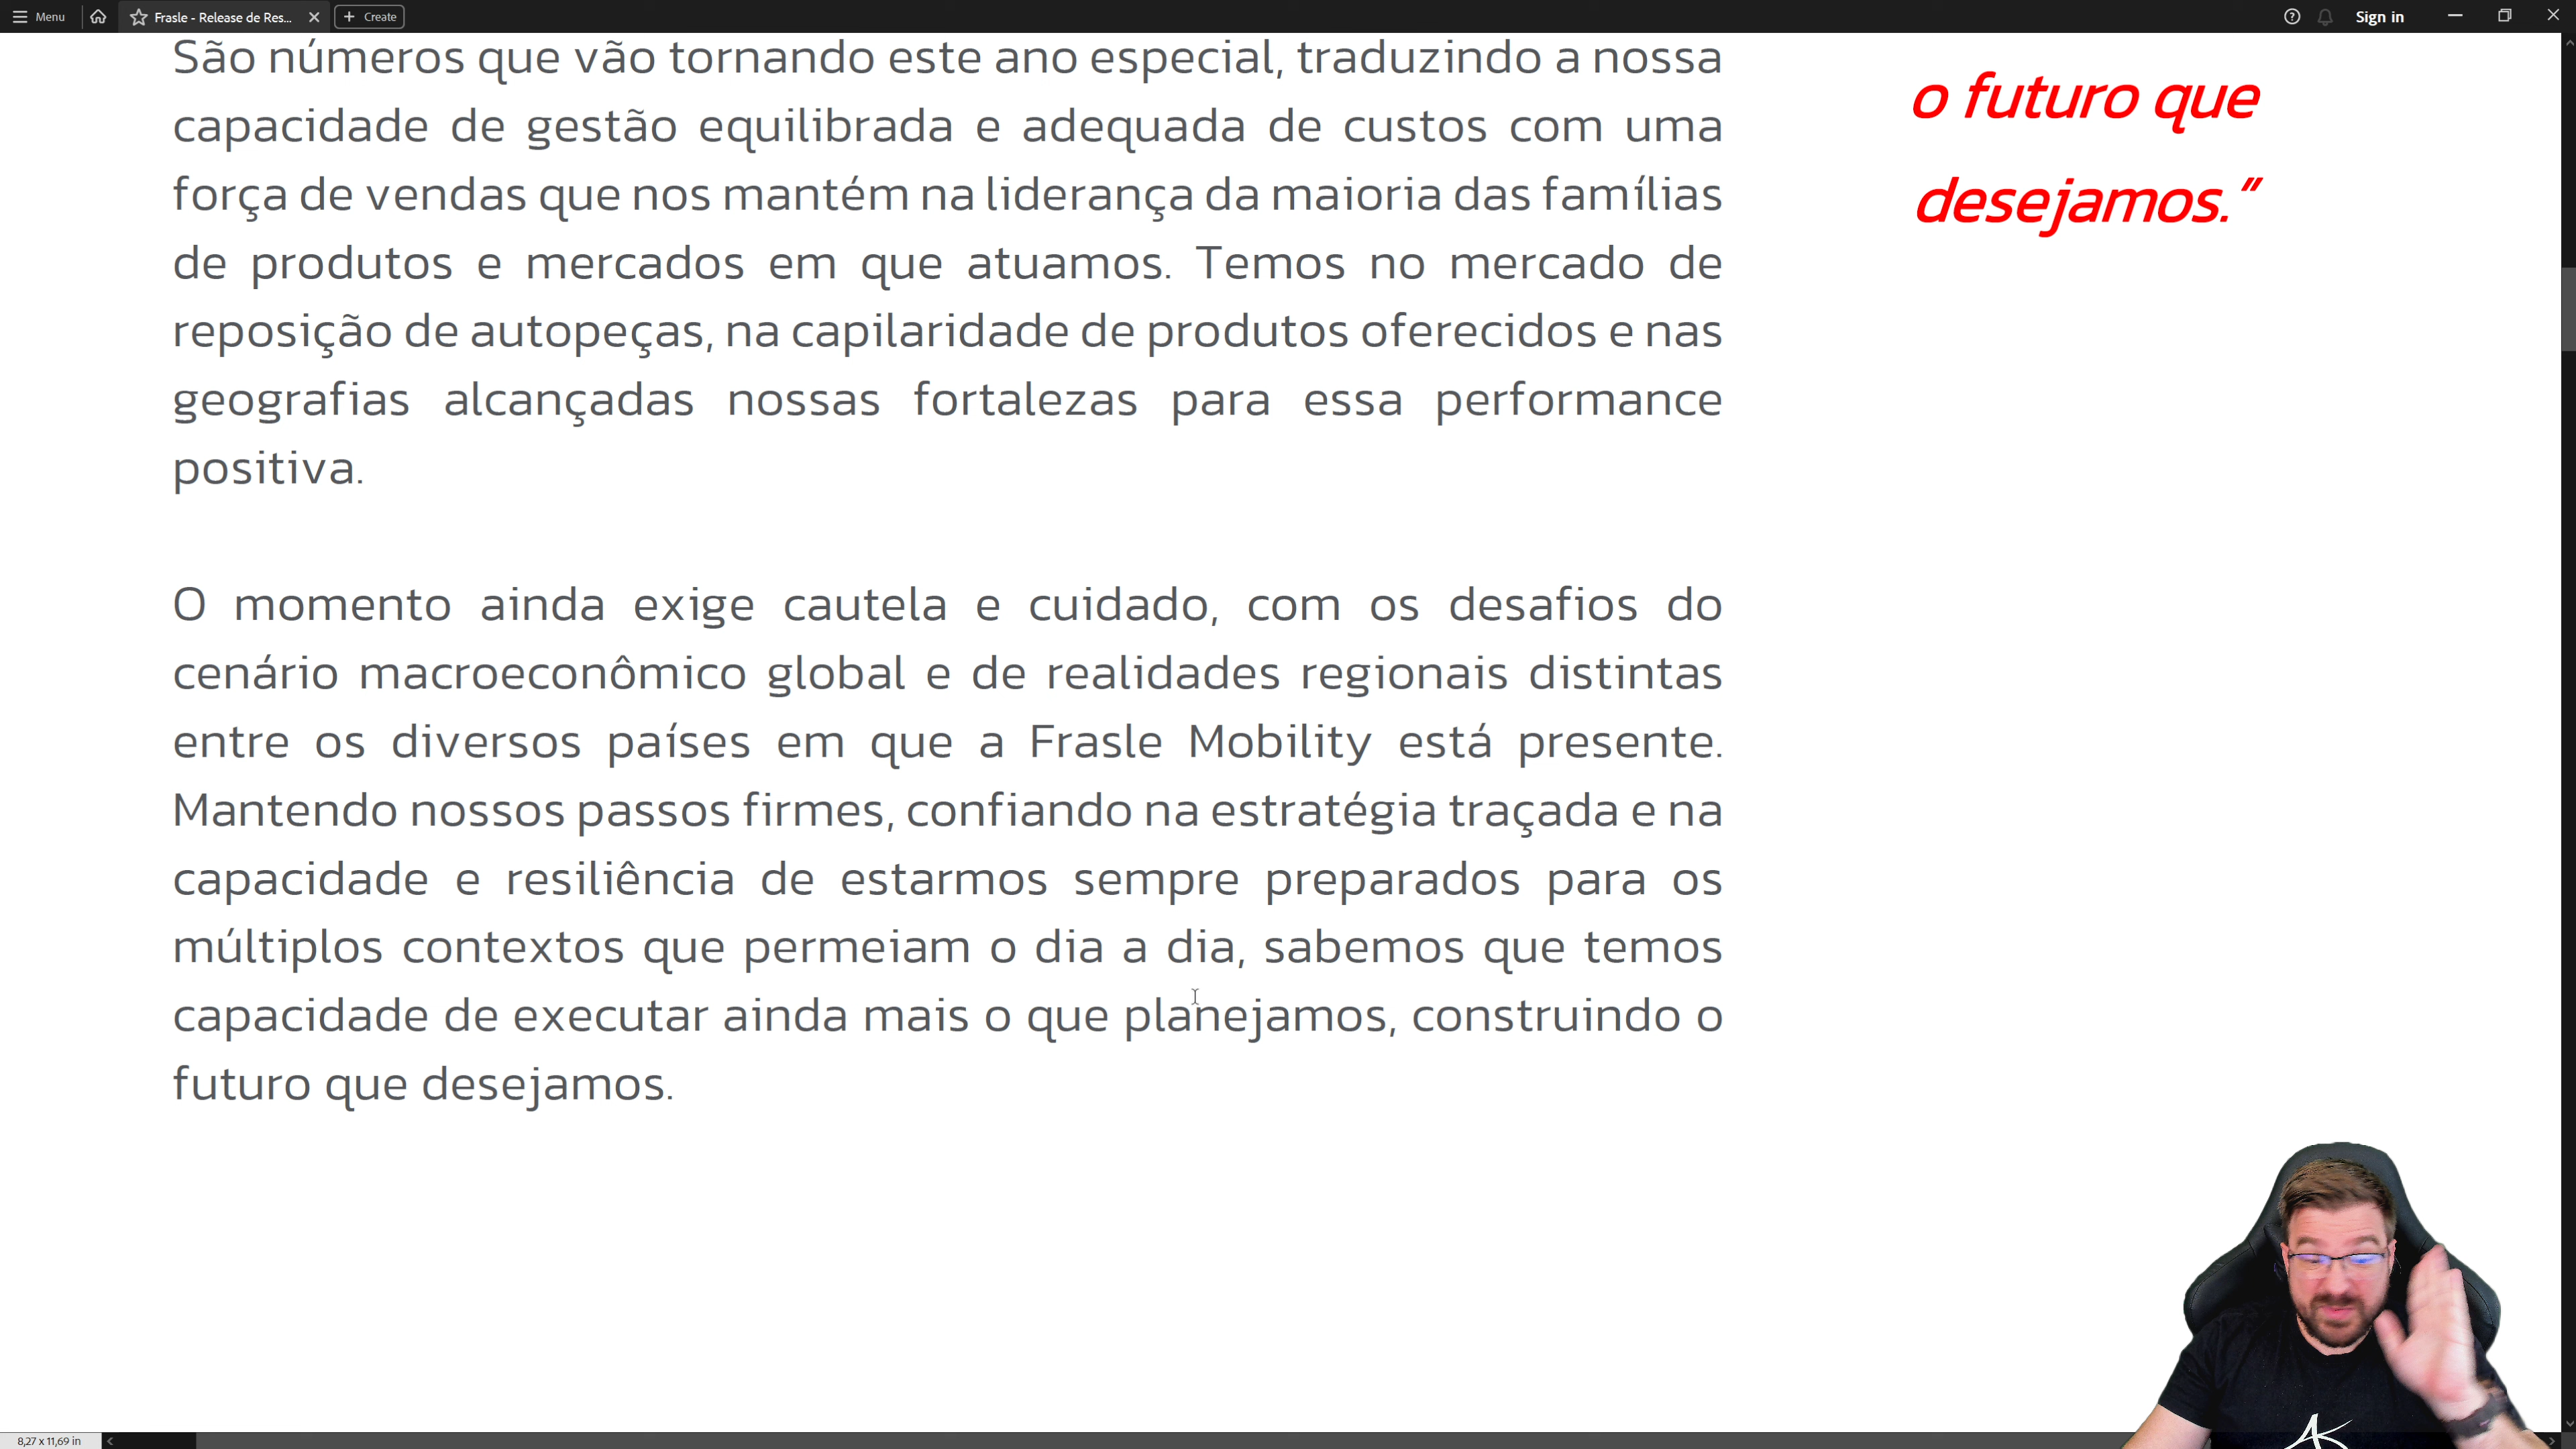 Menu
Frasle - Release de Res...
Create
Sign in
São números que vão tornando este ano especial, traduzindo a nossa
capacidade de gestão equilibrada e adequada de custos com uma
força de vendas que nos mantém na liderança da maioria das famílias
de produtos e mercados em que atuamos. Temos no mercado de
reposição de autopeças, na capilaridade de produtos oferecidos e nas
geografias alcançadas nossas fortalezas para essa performance
positiva.
O momento ainda exige cautela e cuidado, com os desafios do
cenário macroeconômico global e de realidades regionais distintas
entre os diversos países em que a Frasle Mobility está presente.
Mantendo nossos passos firmes, confiando na estratégia traçada e na
capacidade e resiliência de estarmos sempre preparados para os
múltiplos contextos que permeiam o dia a dia, sabemos que temos
capacidade de executar ainda mais o que planejamos, construindo o
futuro que desejamos.
o futuro que
desejamos.”
8,27 x 11,69 in